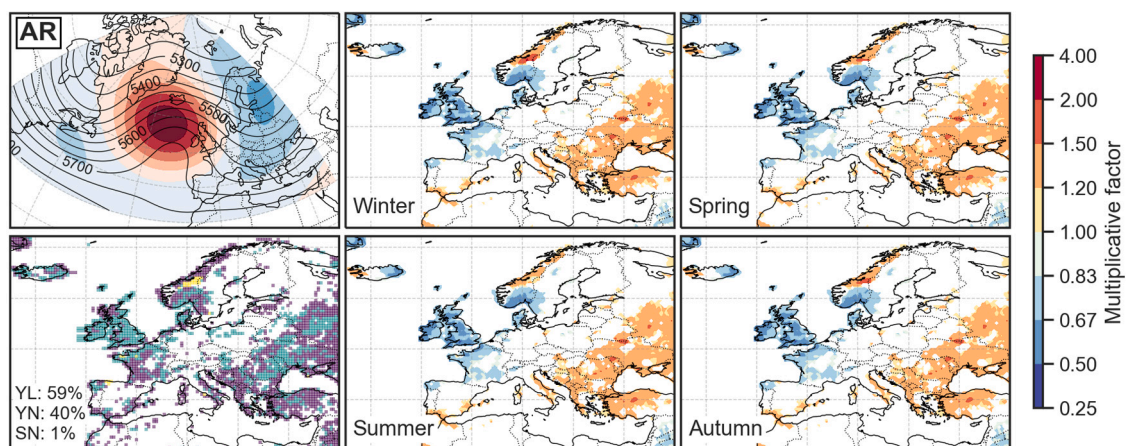 AR
5300
5400
5500
5600
5700
00
Winter
Spring
YL: 59%
YN: 40%
SN: 1%
Summer
Autumn
4.00
2.00
1.50
1.20
1.00
0.83
0.67
0.50
0.25
Multiplicative factor